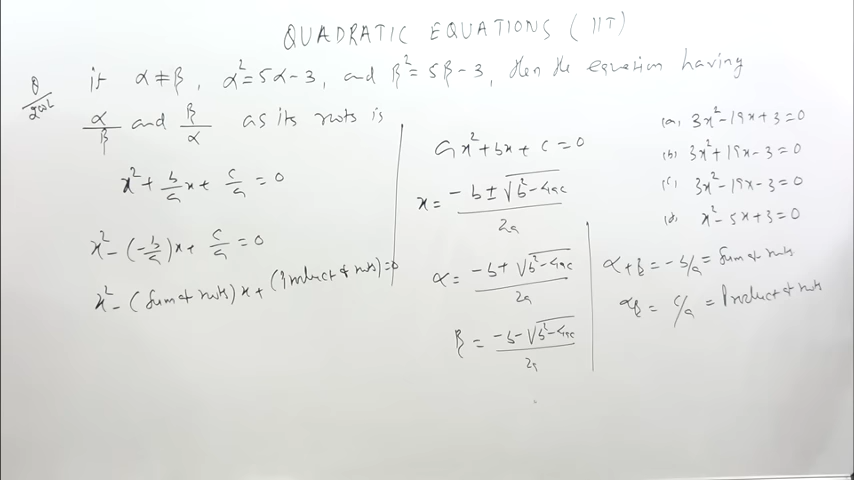 QUADRATIC EQUATIONS (IIT)
Q/2002 if α ≠ β, α² = 5α - 3, and β² = 5β - 3, then the equation having
α/β and β/α as its roots is
x² + b/a x + c/a = 0
x² - (-b/a)x + c/a = 0
x² - (Sum of roots) x + (Product of roots) = 0
ax² + bx + c = 0
x = -b ± √b² - 4ac / 2a
α = -b + √b² - 4ac / 2a
β = -b - √b² - 4ac / 2a
(a) 3x² - 19x + 3 = 0
(b) 3x² + 19x - 3 = 0
(c) 3x² - 19x - 3 = 0
(d) x² - 5x + 3 = 0
α + β = -b/a = Sum of roots
αβ = c/a = Product of roots